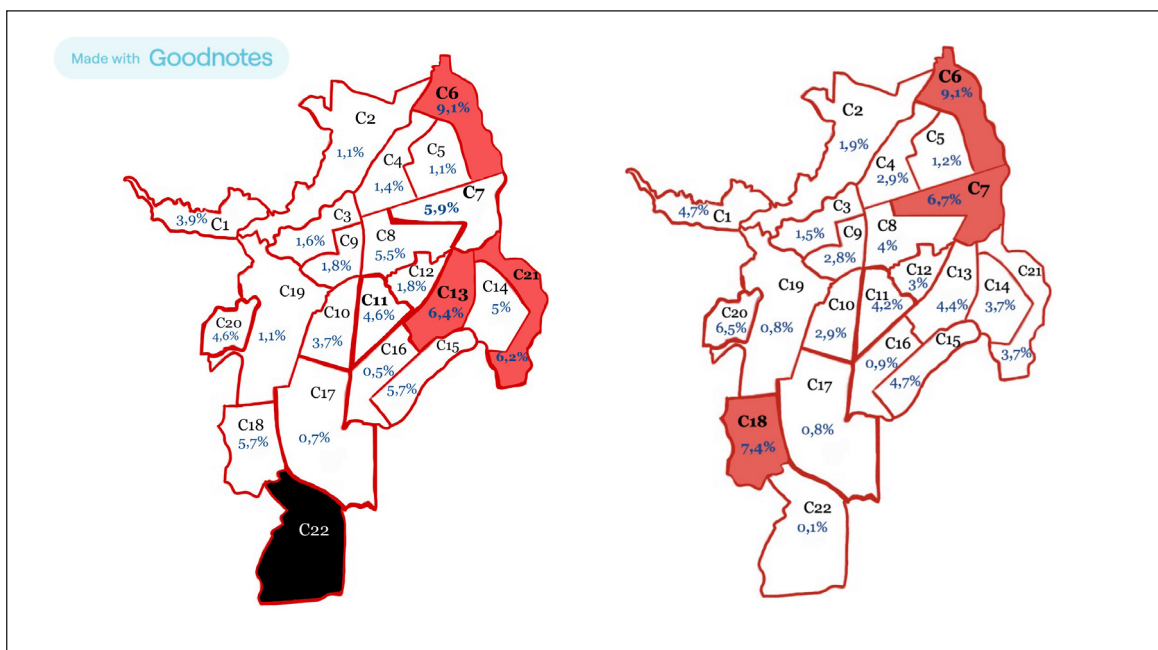 Made with Goodnotes
C6
9,1%
C2
1,1%
C5
1,1%
C4
1,4%
C7
5,9%
3,9%
C1
C3
1,6%
C9
1,8%
C8
5,5%
C12
1,8%
C21
C14
5%
C13
6,4%
C19
1,1%
C11
4,6%
C10
3,7%
C20
4,6%
C16
0,5%
C15
5,7%
6,2%
C17
0,7%
C18
5,7%
C22
C6
9,1%
C2
1,9%
C5
1,2%
C4
2,9%
C7
6,7%
4,7%
C1
C3
1,5%
C9
2,8%
C8
4%
C12
3%
C13
4,4%
C21
C14
3,7%
C19
0,8%
C11
4,2%
C10
2,9%
C20
6,5%
C16
0,9%
C15
4,7%
3,7%
C17
0,8%
C18
7,4%
C22
0,1%